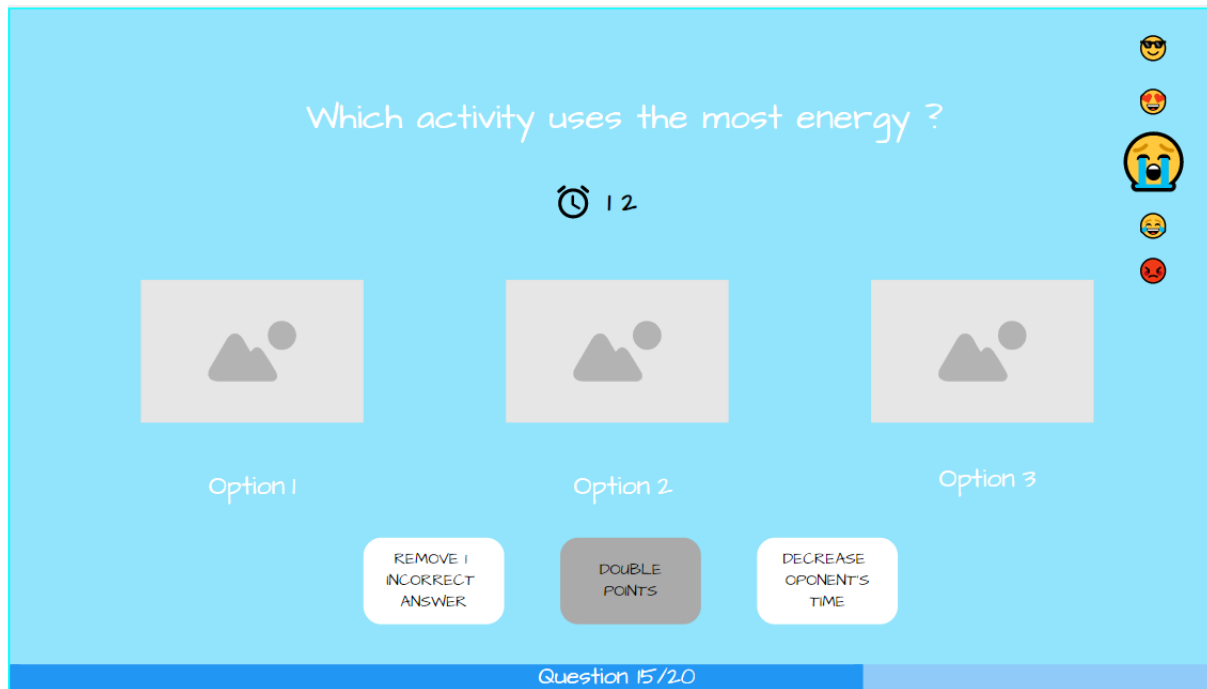 Which activity uses the most energy ?
12
Option 1
Option 2
Option 3
REMOVE 1
INCORRECT
ANSWER
DOUBLE
POINTS
DECREASE
OPONENT'S
TIME
Question 15/20